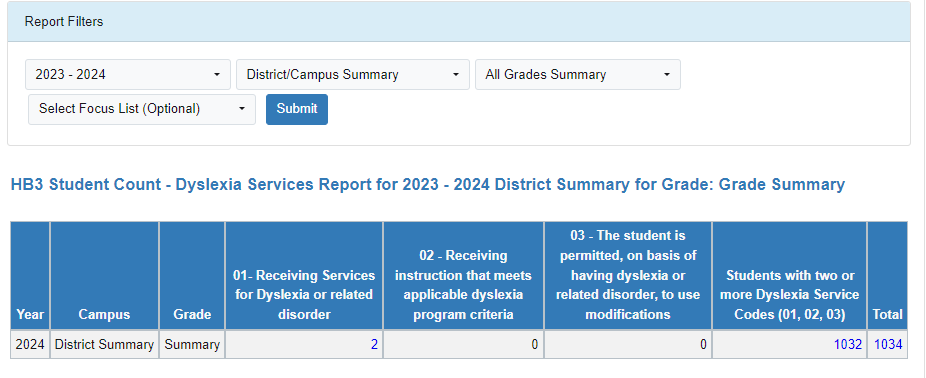 Report Filters
2023 - 2024
District/Campus Summary
All Grades Summary
Select Focus List (Optional)
Submit
HB3 Student Count - Dyslexia Services Report for 2023 - 2024 District Summary for Grade: Grade Summary
Year
Campus
Grade
01- Receiving Services
for Dyslexia or related
disorder
02 - Receiving
instruction that meets
applicable dyslexia
program criteria
03 - The student is
permitted, on basis of
having dyslexia or
related disorder, to use
modifications
Students with two or
more Dyslexia Service
Codes (01, 02, 03)
Total
2024 District Summary Summary 2 0 0 1032 1034